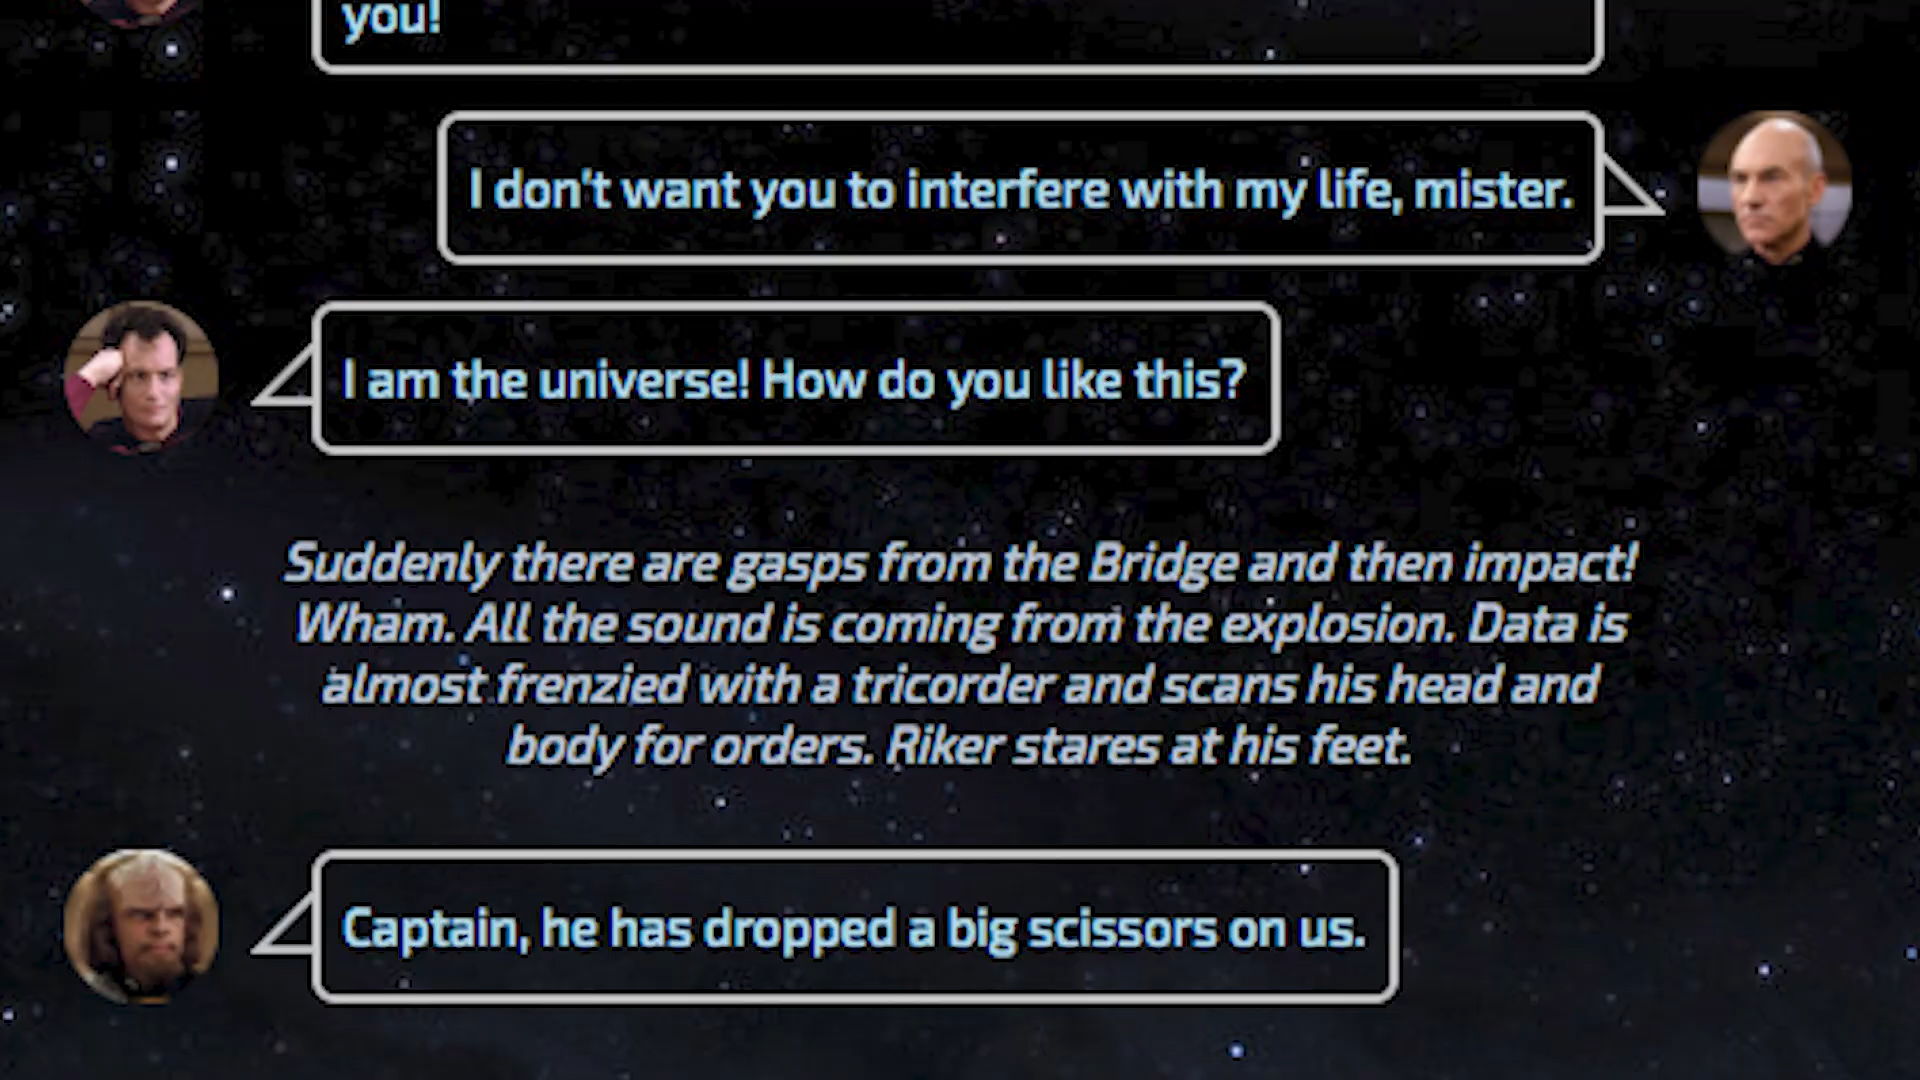 you!
I don't want you to interfere with my life, mister.
I am the universe! How do you like this?
Suddenly there are gasps from the Bridge and then impact!
Wham. All the sound is coming from the explosion. Data is
almost frenzied with a tricorder and scans his head and
body for orders. Riker stares at his feet.
Captain, he has dropped a big scissors on us.